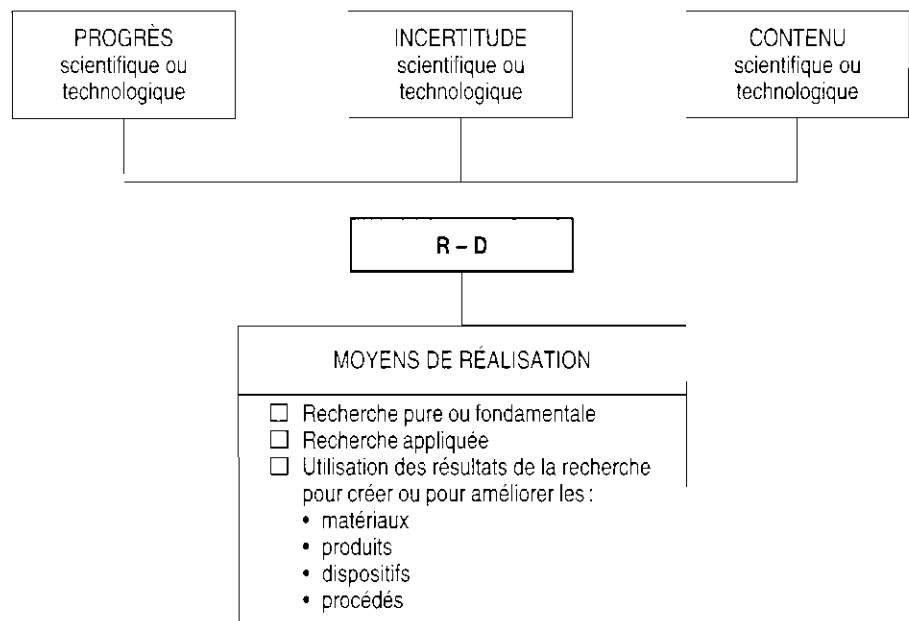 PROGRÈS
scientifique ou
technologique
INCERTITUDE
scientifique ou
technologique
CONTENU
scientifique ou
technologique
R – D
MOYENS DE RÉALISATION
☐ Recherche pure ou fondamentale
☐ Recherche appliquée
☐ Utilisation des résultats de la recherche
pour créer ou pour améliorer les :
• matériaux
• produits
• dispositifs
• procédés